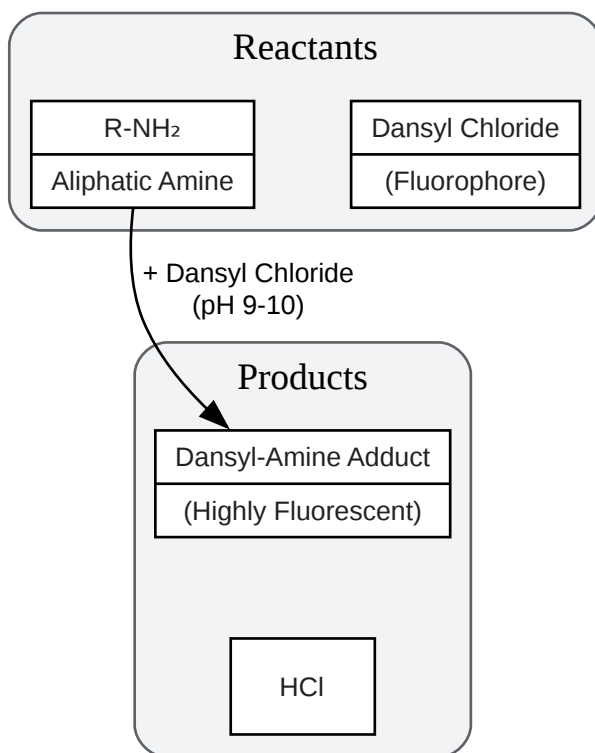 Reactants
R-NH₂
Aliphatic Amine
Dansyl Chloride
(Fluorophore)
+ Dansyl Chloride
(pH 9-10)
Products
Dansyl-Amine Adduct
(Highly Fluorescent)
HCl